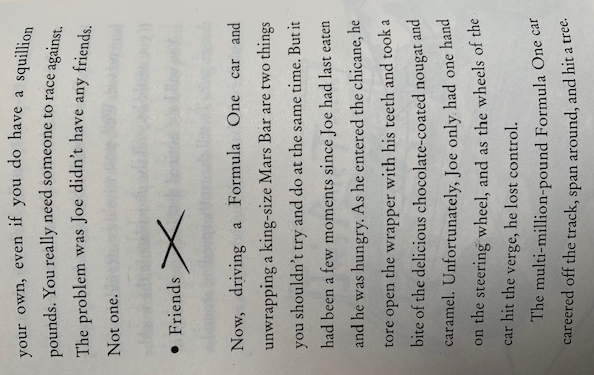 your own, even if you do have a squillion
pounds. You really need someone to race against.
The problem was Joe didn't have any friends.
Not one.
• Friends
Now, driving a Formula One car and
unwrapping a king-size Mars Bar are two things
you shouldn't try and do at the same time. But it
had been a few moments since Joe had last eaten
and he was hungry. As he entered the chicane, he
tore open the wrapper with his teeth and took a
bite of the delicious chocolate-coated nougat and
caramel. Unfortunately, Joe only had one hand
on the steering wheel, and as the wheels of the
car hit the verge, he lost control.
The multi-million-pound Formula One car
careered off the track, span around, and hit a tree.